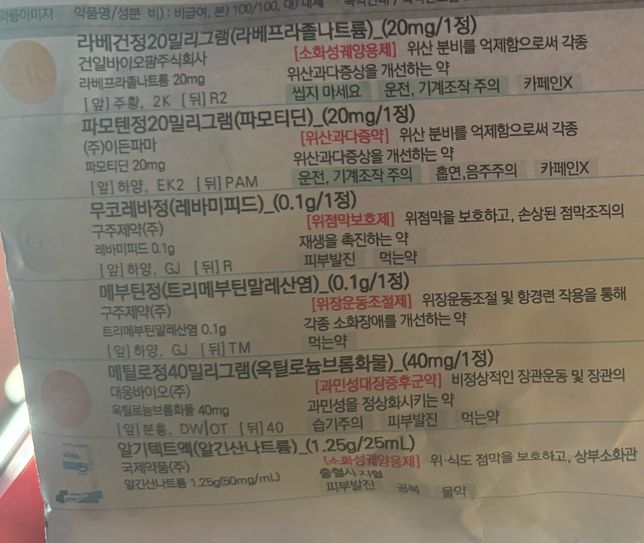 약품이미지 약품명/성분 비) : 비급여, 본) 100/100, 대) 대체
라베건정20밀리그램(라베프라졸나트륨)_(20mg/1정)
건일바이오팜주식회사 [소화성궤양용제] 위산 분비를 억제함으로써 각종
라베프라졸나트륨 20mg 위산과다증상을 개선하는 약
[앞] 주황, 2K [뒤] R2 씹지 마세요 운전, 기계조작 주의 카페인X
파모텐정20밀리그램(파모티딘)_(20mg/1정)
(주)이든파마 [위산과다증약] 위산 분비를 억제함으로써 각종
파모티딘 20mg 위산과다증상을 개선하는 약
[앞] 하양, EK2 [뒤] PAM 운전, 기계조작 주의 흡연,음주주의 카페인X
무코레바정(레바미피드)_(0.1g/1정)
구주제약(주) [위점막보호제] 위점막을 보호하고, 손상된 점막조직의
레바미피드 0.1g 재생을 촉진하는 약
[앞] 하양, GJ [뒤] R 피부발진 먹는약
메부틴정(트리메부틴말레산염)_(0.1g/1정)
구주제약(주) [위장운동조절제] 위장운동조절 및 항경련 작용을 통해
트리메부틴말레산염 0.1g 각종 소화장애를 개선하는 약
[앞] 하양, GJ [뒤] TM 먹는약
메틸로정40밀리그램(옥틸로늄브롬화물)_(40mg/1정)
대웅바이오(주) [과민성대장증후군약] 비정상적인 장관운동 및 장관의
옥틸로늄브롬화물 40mg 과민성을 정상화시키는 약
[앞] 분홍, DW|OT [뒤] 40 습기주의 피부발진 먹는약
알기텍트액(알긴산나트륨)_(1.25g/25mL)
국제약품(주) [소화성궤양용제] 위·식도 점막을 보호하고, 상부소화관
알긴산나트륨 1.25g(50mg/mL) 출혈시 지혈
피부발진 공복 물약